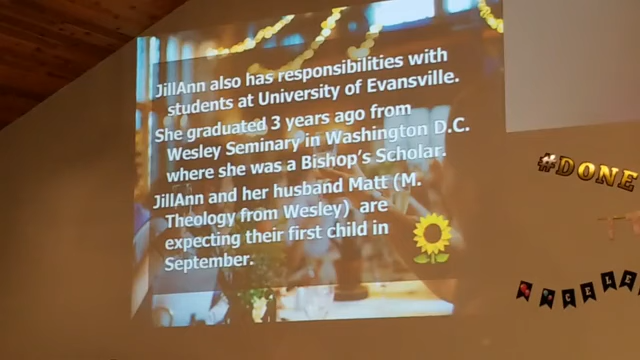 JillAnn also has responsibilities with
students at University of Evansville.
She graduated 3 years ago from
Wesley Seminary in Washington D.C.
where she was a Bishop's Scholar.
JillAnn and her husband Matt (M.
Theology from Wesley) are
expecting their first child in
September.
#DONE
CELE